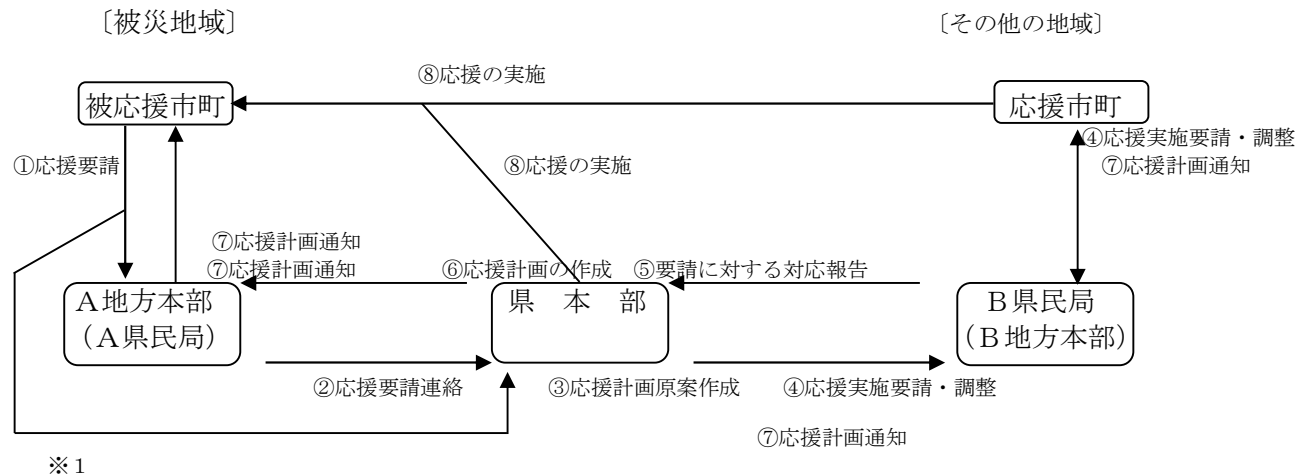 〔被災地域〕
〔その他の地域〕
⑧応援の実施
被応援市町
応援市町
①応援要請
⑧応援の実施
④応援実施要請・調整
⑦応援計画通知
⑦応援計画通知
⑦応援計画通知
⑥応援計画の作成
⑤要請に対する対応報告
A地方本部
（A県民局）
県　本　部
B県民局
（B地方本部）
②応援要請連絡
③応援計画原案作成
④応援実施要請・調整
⑦応援計画通知
※1